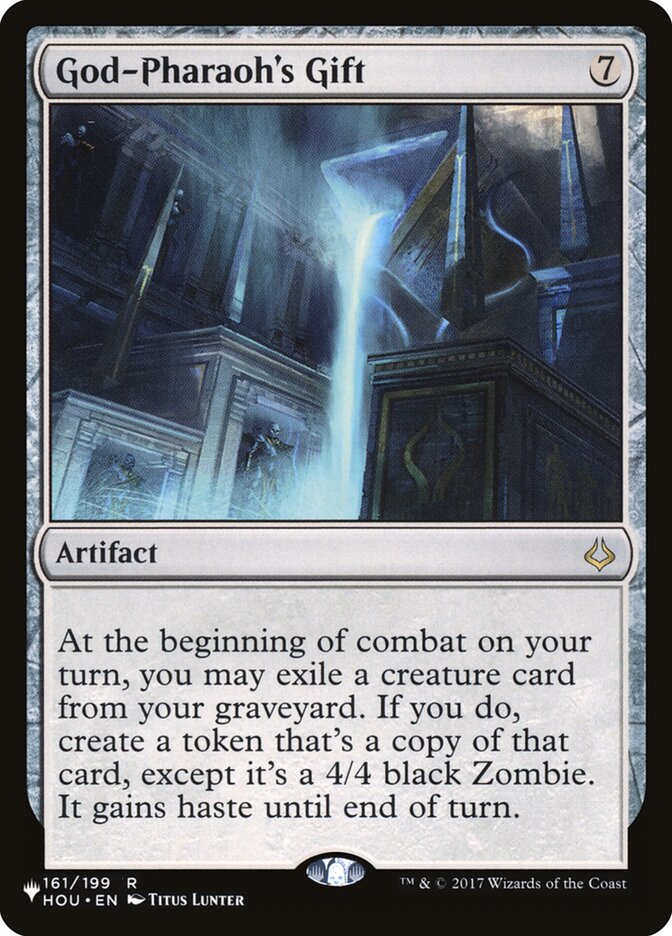 God-Pharaoh's Gift
7
Artifact
At the beginning of combat on your
turn, you may exile a creature card
from your graveyard. If you do,
create a token that's a copy of that
card, except it's a 4/4 black Zombie.
It gains haste until end of turn.
161/199 R
HOU • EN Titus Lunter
™ & © 2017 Wizards of the Coast